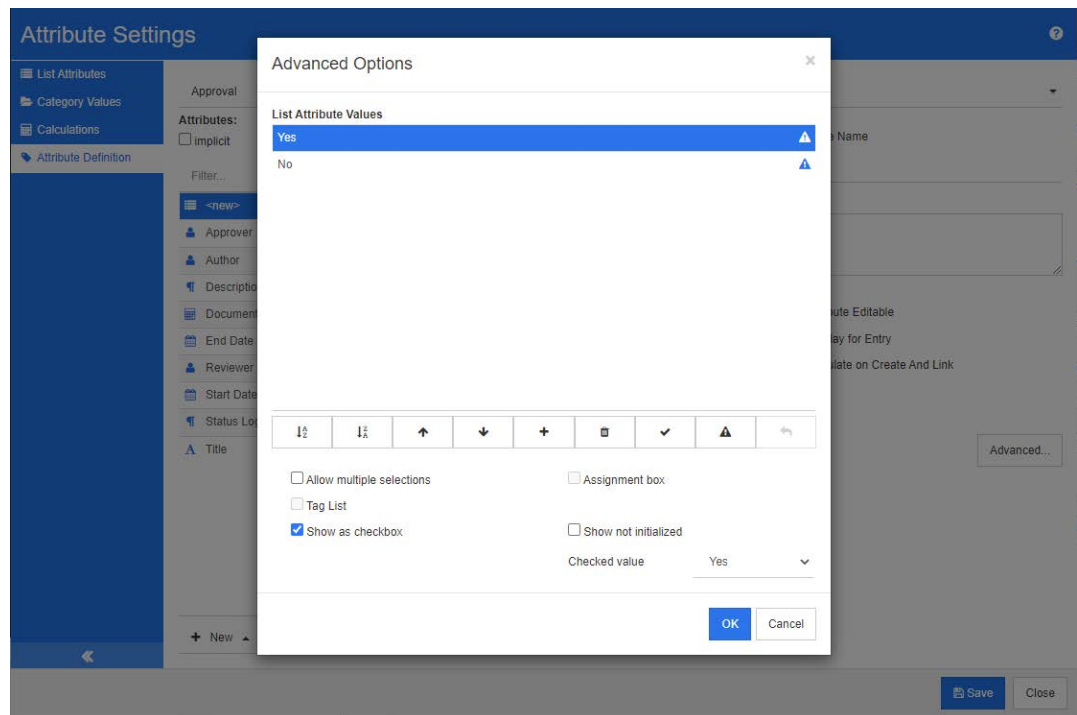 Attribute Settings
List Attributes
Category Values
Calculations
Attribute Definition
Approval
Attributes:
implicit
Filter...
<new>
Approver
Author
Descriptio
Document
End Date
Reviewer
Start Date
Status Log
Title
+ New
Advanced Options
×
List Attribute Values
Yes
No
Allow multiple selections
Assignment box
Tag List
Show as checkbox
Show not initialized
Checked value
Yes
OK
Cancel
Name
ute Editable
lay for Entry
ulate on Create And Link
Advanced...
Save
Close